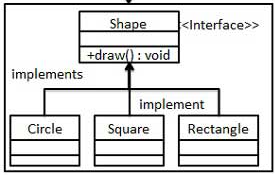 Shape
<<Interface>>
+draw() : void
implements
implement
Circle
Square
Rectangle